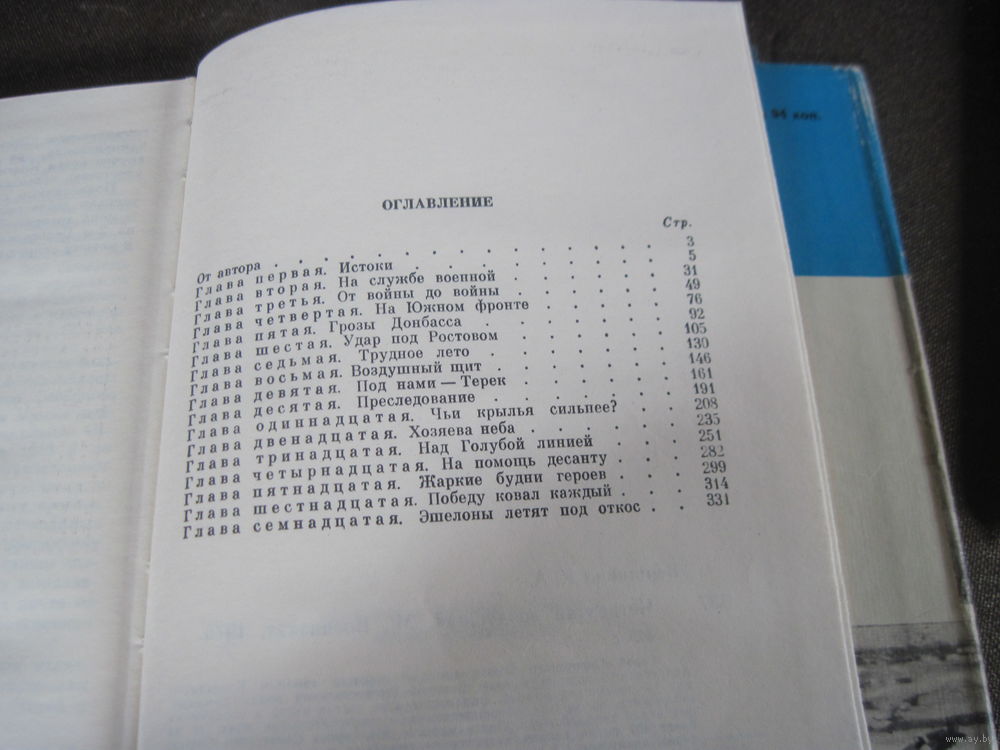 ОГЛАВЛЕНИЕ
Стр.
От автора . . . . . . . . . . . . . . 3
Глава первая. Истоки . . . . . . . . . 5
Глава вторая. На службе военной . . . . . 31
Глава третья. От войны до войны . . . . . 49
Глава четвертая. На Южном фронте . . . . 76
Глава пятая. Грозы Донбасса . . . . . 92
Глава шестая. Удар под Ростовом . . . . 105
Глава седьмая. Трудное лето . . . . . 130
Глава восьмая. Воздушный щит . . . . . 146
Глава девятая. Под нами — Терек . . . . 161
Глава десятая. Преследование . . . . . 191
Глава одиннадцатая. Чьи крылья сильнее? . . 208
Глава двенадцатая. Хозяева неба . . . . . 235
Глава тринадцатая. Над Голубой линией . . . 251
Глава четырнадцатая. На помощь десанту . . . 282
Глава пятнадцатая. Жаркие будни героев . . . 299
Глава шестнадцатая. Победу ковал каждый . . . 314
Глава семнадцатая. Эшелоны летят под откос . . 331
94 коп.
www.ay.by